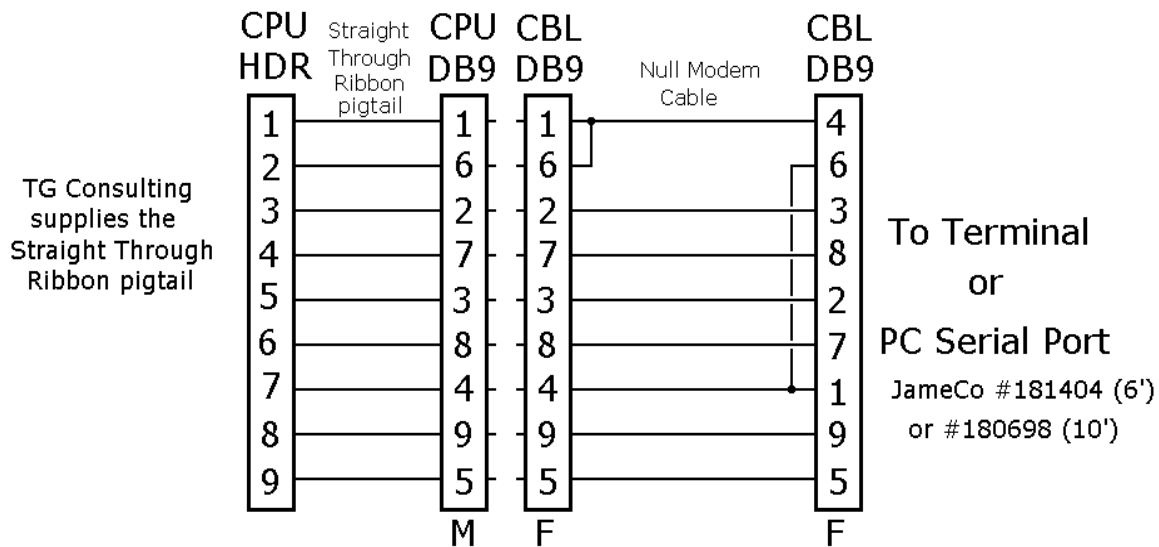 CPU HDR
Straight
Through
Ribbon
pigtail
CPU DB9
CBL DB9
Null Modem
Cable
CBL DB9
1 1 1 4
2 6 6 6
3 2 2 3
4 7 7 8
5 3 3 2
6 8 8 7
7 4 4 1
8 9 9 9
9 5 5 5
M F F
TG Consulting
supplies the
Straight Through
Ribbon pigtail
To Terminal
or
PC Serial Port
JameCo #181404 (6')
or #180698 (10')